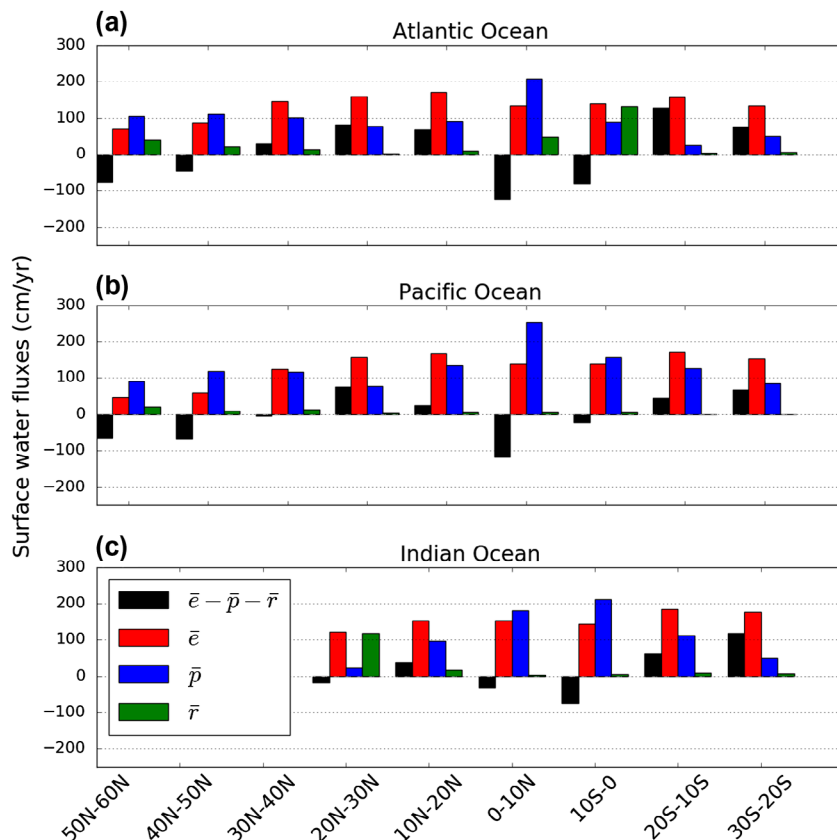 (a)
Atlantic Ocean
300
200
100
0
−100
−200
(b)
Pacific Ocean
300
200
100
0
−100
−200
Surface water fluxes (cm/yr)
(c)
Indian Ocean
300
200
100
0
−100
−200
ē − p̄ − r̄
ē
p̄
r̄
50N-60N
40N-50N
30N-40N
20N-30N
10N-20N
0-10N
10S-0
20S-10S
30S-20S